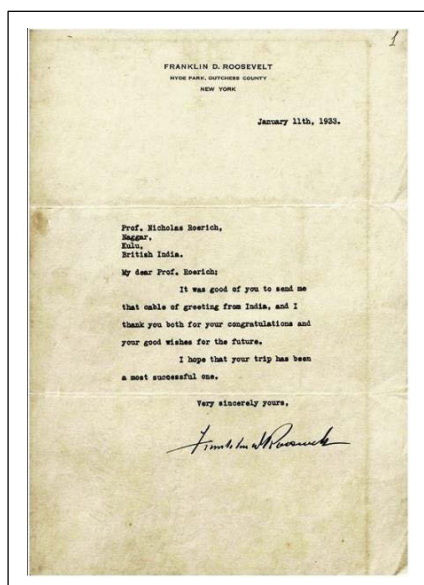 1
FRANKLIN D. ROOSEVELT
HYDE PARK, DUTCHESS COUNTY
NEW YORK
January 11th, 1933.
Prof. Nicholas Roerich,
Naggar,
Kulu,
British India.
My dear Prof. Roerich:
It was good of you to send me
that cable of greeting from India, and I
thank you both for your congratulations and
your good wishes for the future.
I hope that your trip has been
a most successful one.
Very sincerely yours,
Franklin D Roosevelt